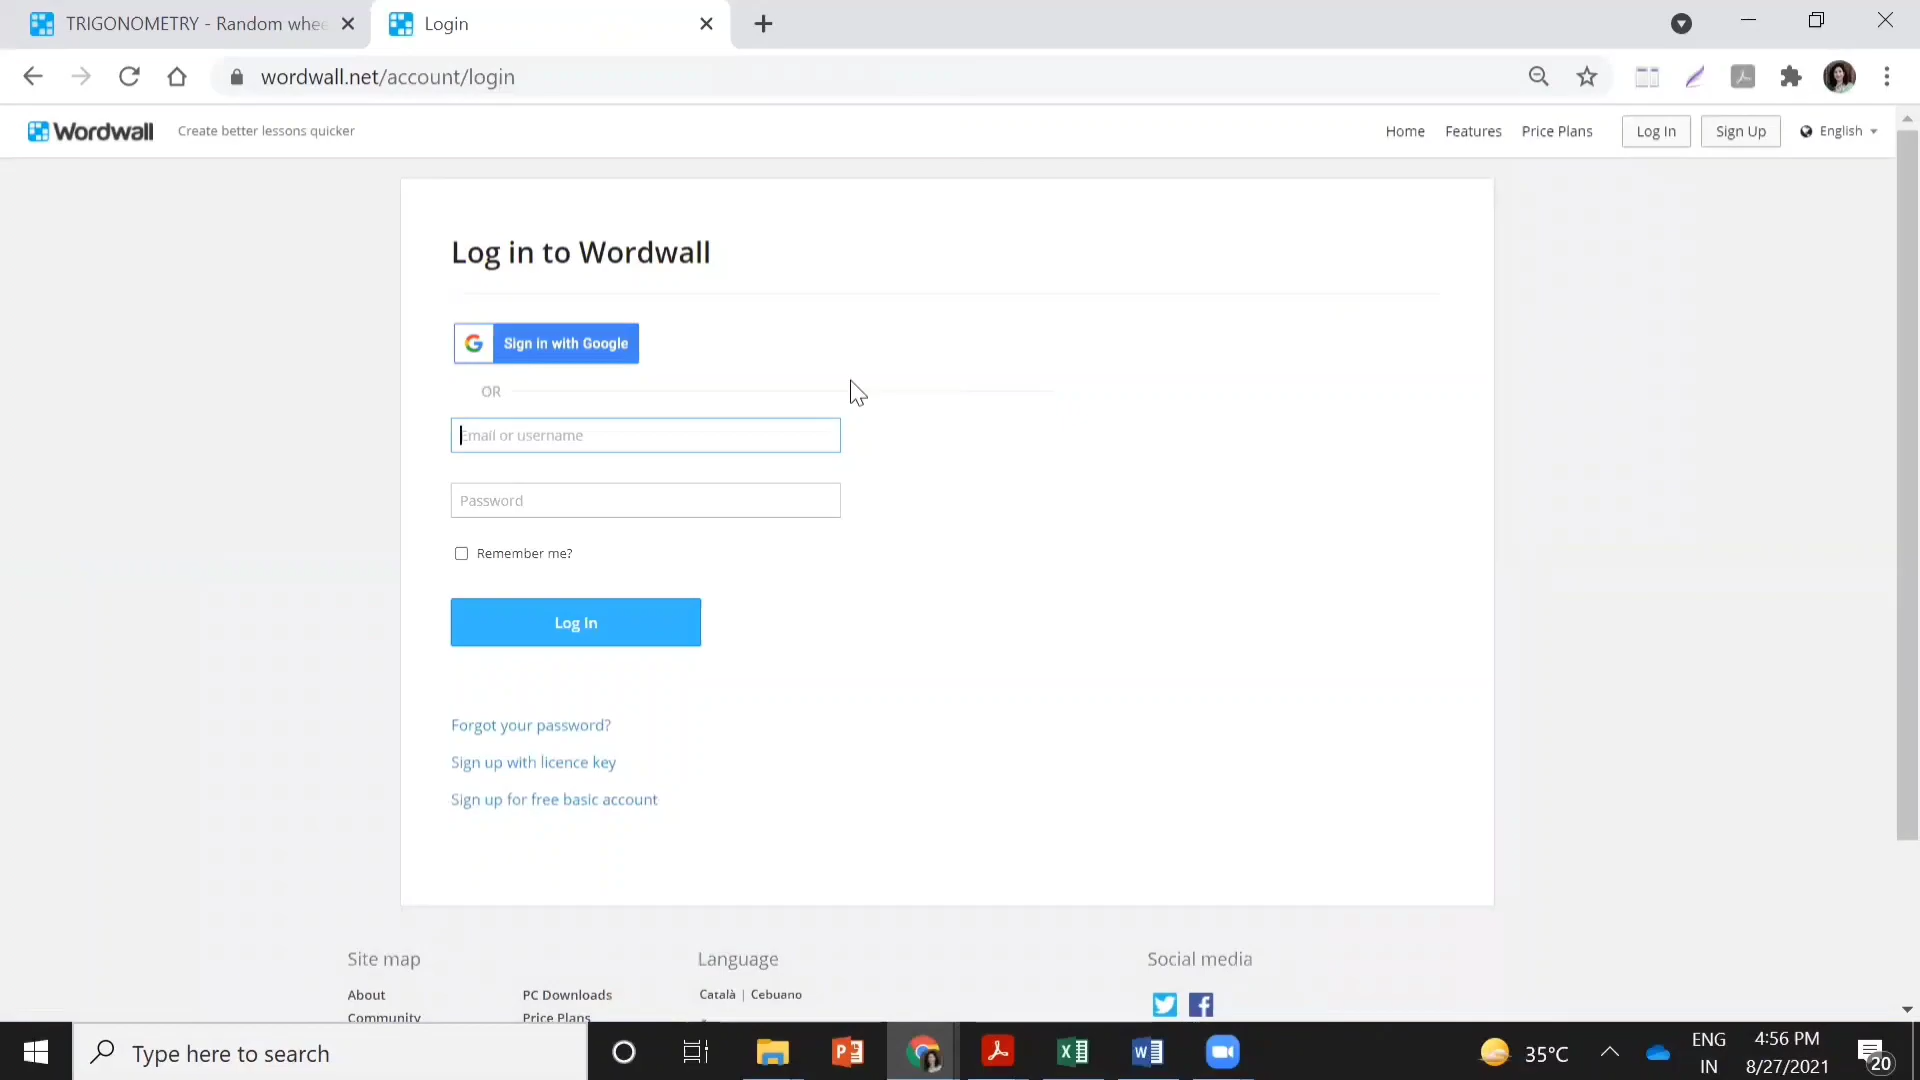 TRIGONOMETRY - Random whee
Login
wordwall.net/account/login
Wordwall
Create better lessons quicker
Home
Features
Price Plans
Log In
Sign Up
English
Log in to Wordwall
Sign in with Google
OR
Email or username
Password
Remember me?
Log In
Forgot your password?
Sign up with licence key
Sign up for free basic account
Site map
Language
Social media
About
PC Downloads
Català | Cebuano
Community
Price Plans
Type here to search
35°C
ENG
IN
4:56 PM
8/27/2021
20